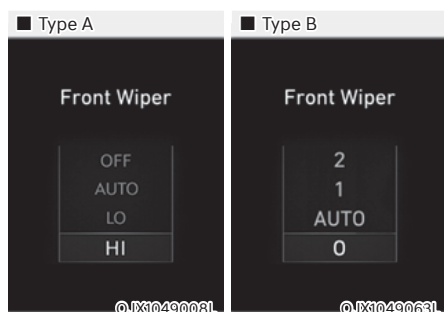 ■ Type A
Front Wiper
OFF
AUTO
LO
HI
OJX1049008L
■ Type B
Front Wiper
2
1
AUTO
0
OJX1049063L